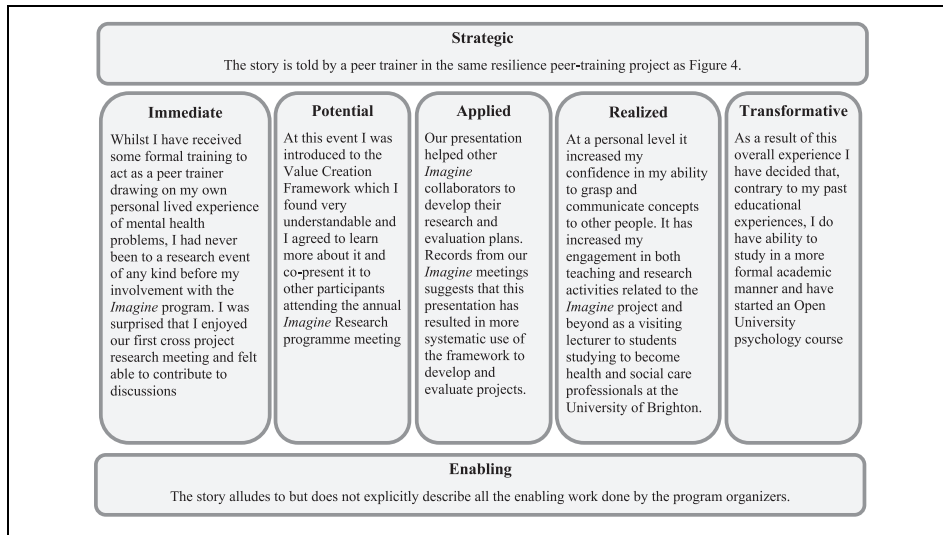 Strategic
The story is told by a peer trainer in the same resilience peer-training project as Figure 4.
Immediate
Whilst I have received
some formal training to
act as a peer trainer
drawing on my own
personal lived experience
of mental health
problems, I had never
been to a research event
of any kind before my
involvement with the
Imagine program. I was
surprised that I enjoyed
our first cross project
research meeting and felt
able to contribute to
discussions
Potential
At this event I was
introduced to the
Value Creation
Framework which I
found very
understandable and
I agreed to learn
more about it and
co-present it to
other participants
attending the annual
Imagine Research
programme meeting
Applied
Our presentation
helped other
Imagine
collaborators to
develop their
research and
evaluation plans.
Records from our
Imagine meetings
suggests that this
presentation has
resulted in more
systematic use of
the framework to
develop and
evaluate projects.
Realized
At a personal level it
increased my
confidence in my ability
to grasp and
communicate concepts
to other people. It has
increased my
engagement in both
teaching and research
activities related to the
Imagine project and
beyond as a visiting
lecturer to students
studying to become
health and social care
professionals at the
University of Brighton.
Transformative
As a result of this
overall experience I
have decided that,
contrary to my past
educational
experiences, I do
have ability to
study in a more
formal academic
manner and have
started an Open
University
psychology course
Enabling
The story alludes to but does not explicitly describe all the enabling work done by the program organizers.